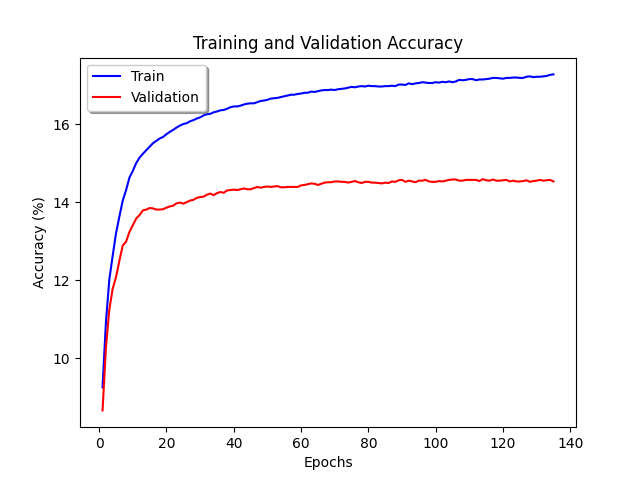 Training and Validation Accuracy
Train
Validation
Accuracy (%)
16
14
12
10
0 20 40 60 80 100 120 140
Epochs